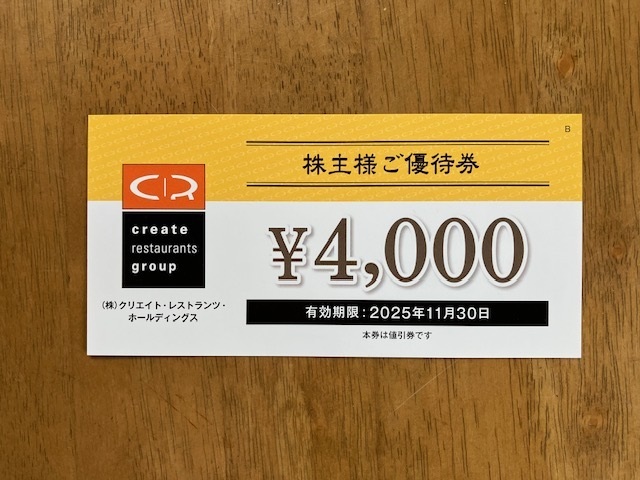 B
株主様ご優待券
CR
create
restaurants
group
¥4,000
(株)クリエイト・レストランツ・
ホールディングス
有効期限:2025年11月30日
本券は値引券です